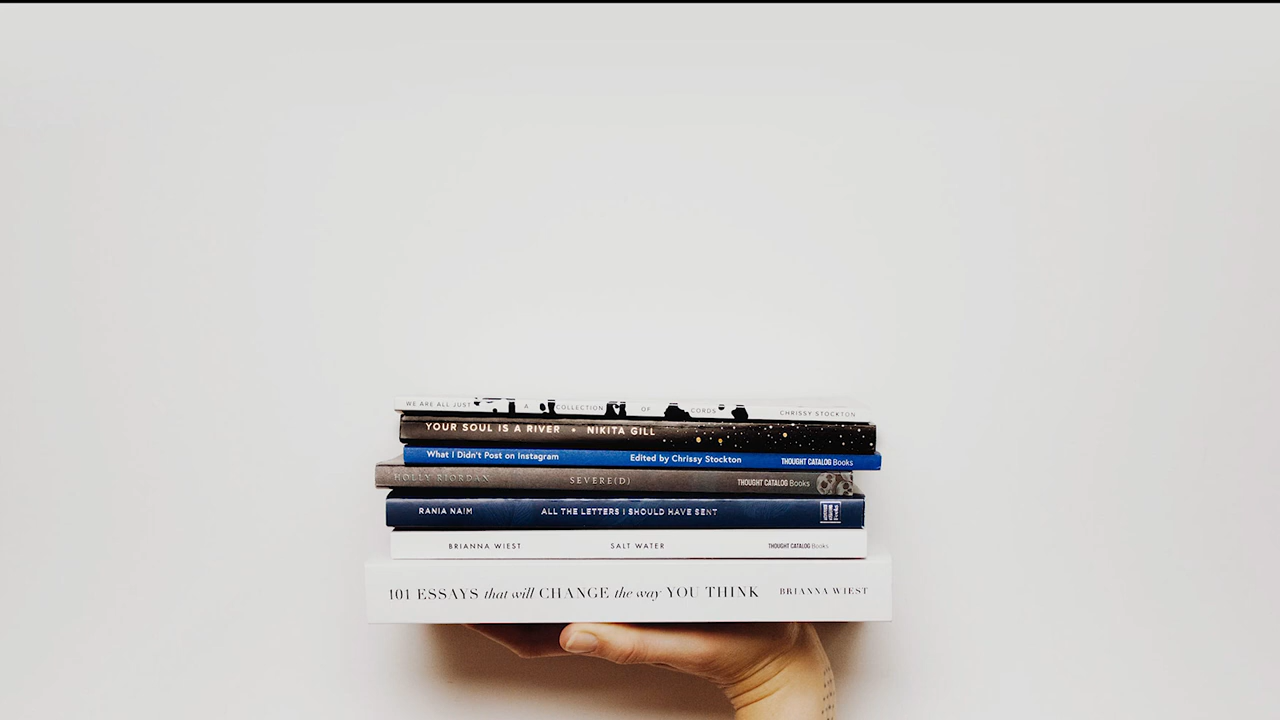 WE ARE ALL JUST A COLLECTION OF CORDS CHRISSY STOCKTON
YOUR SOUL IS A RIVER • NIKITA GILL
What I Didn't Post on Instagram Edited by Chrissy Stockton THOUGHT CATALOG Books
HOLLY RIORDAN SEVERE(D) THOUGHT CATALOG Books
RANIA NAIM ALL THE LETTERS I SHOULD HAVE SENT
BRIANNA WIEST SALT WATER THOUGHT CATALOG Books
101 ESSAYS that will CHANGE the way YOU THINK BRIANNA WIEST